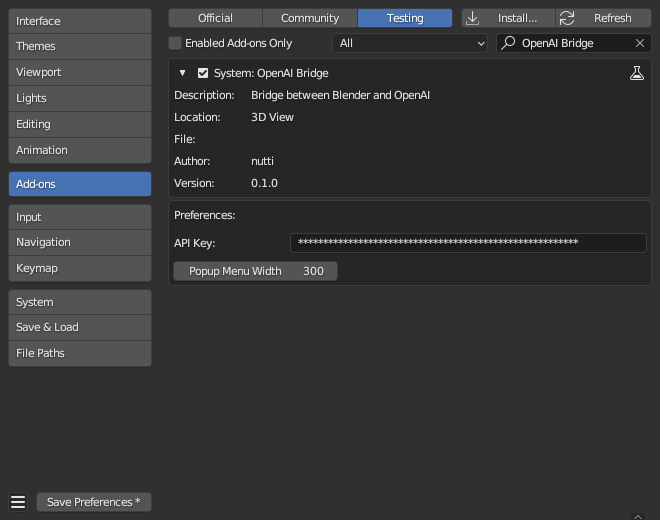 Interface
Themes
Viewport
Lights
Editing
Animation
Add-ons
Input
Navigation
Keymap
System
Save & Load
File Paths
Save Preferences *
Official Community Testing Install... Refresh
Enabled Add-ons Only All OpenAI Bridge
System: OpenAI Bridge
Description: Bridge between Blender and OpenAI
Location: 3D View
File:
Author: nutti
Version: 0.1.0
Preferences:
API Key: ********************************************************
Popup Menu Width 300